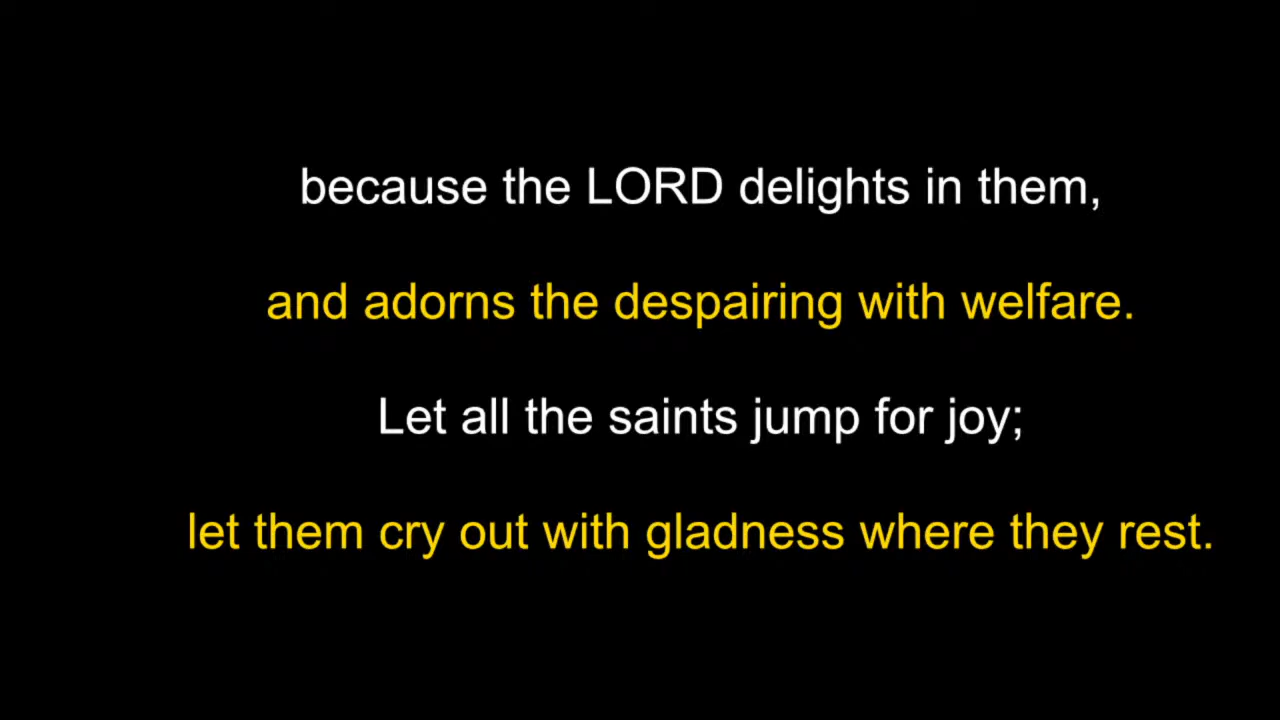 because the LORD delights in them,
and adorns the despairing with welfare.
Let all the saints jump for joy;
let them cry out with gladness where they rest.